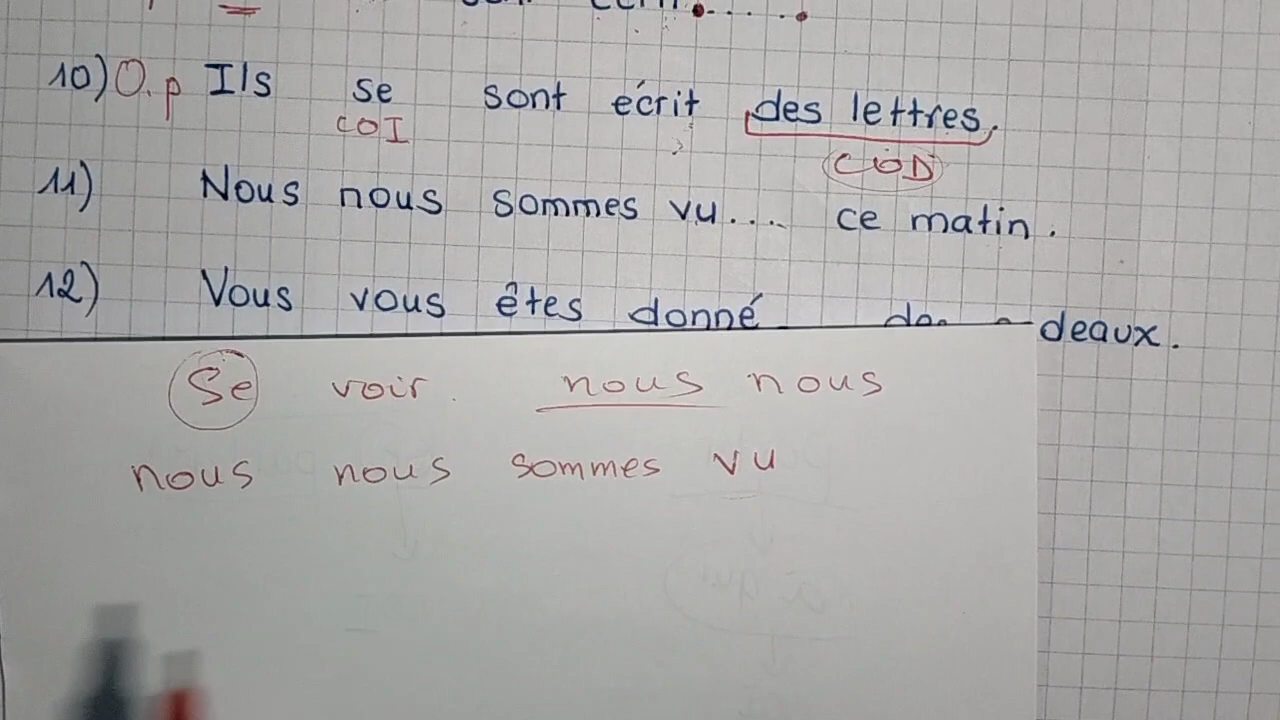 10) O.p Ils se sont écrit des lettres.
COI COD
11) Nous nous sommes vu.... ce matin.
12) Vous vous êtes donné deaux.
Se voir. nous nous
nous nous sommes vu